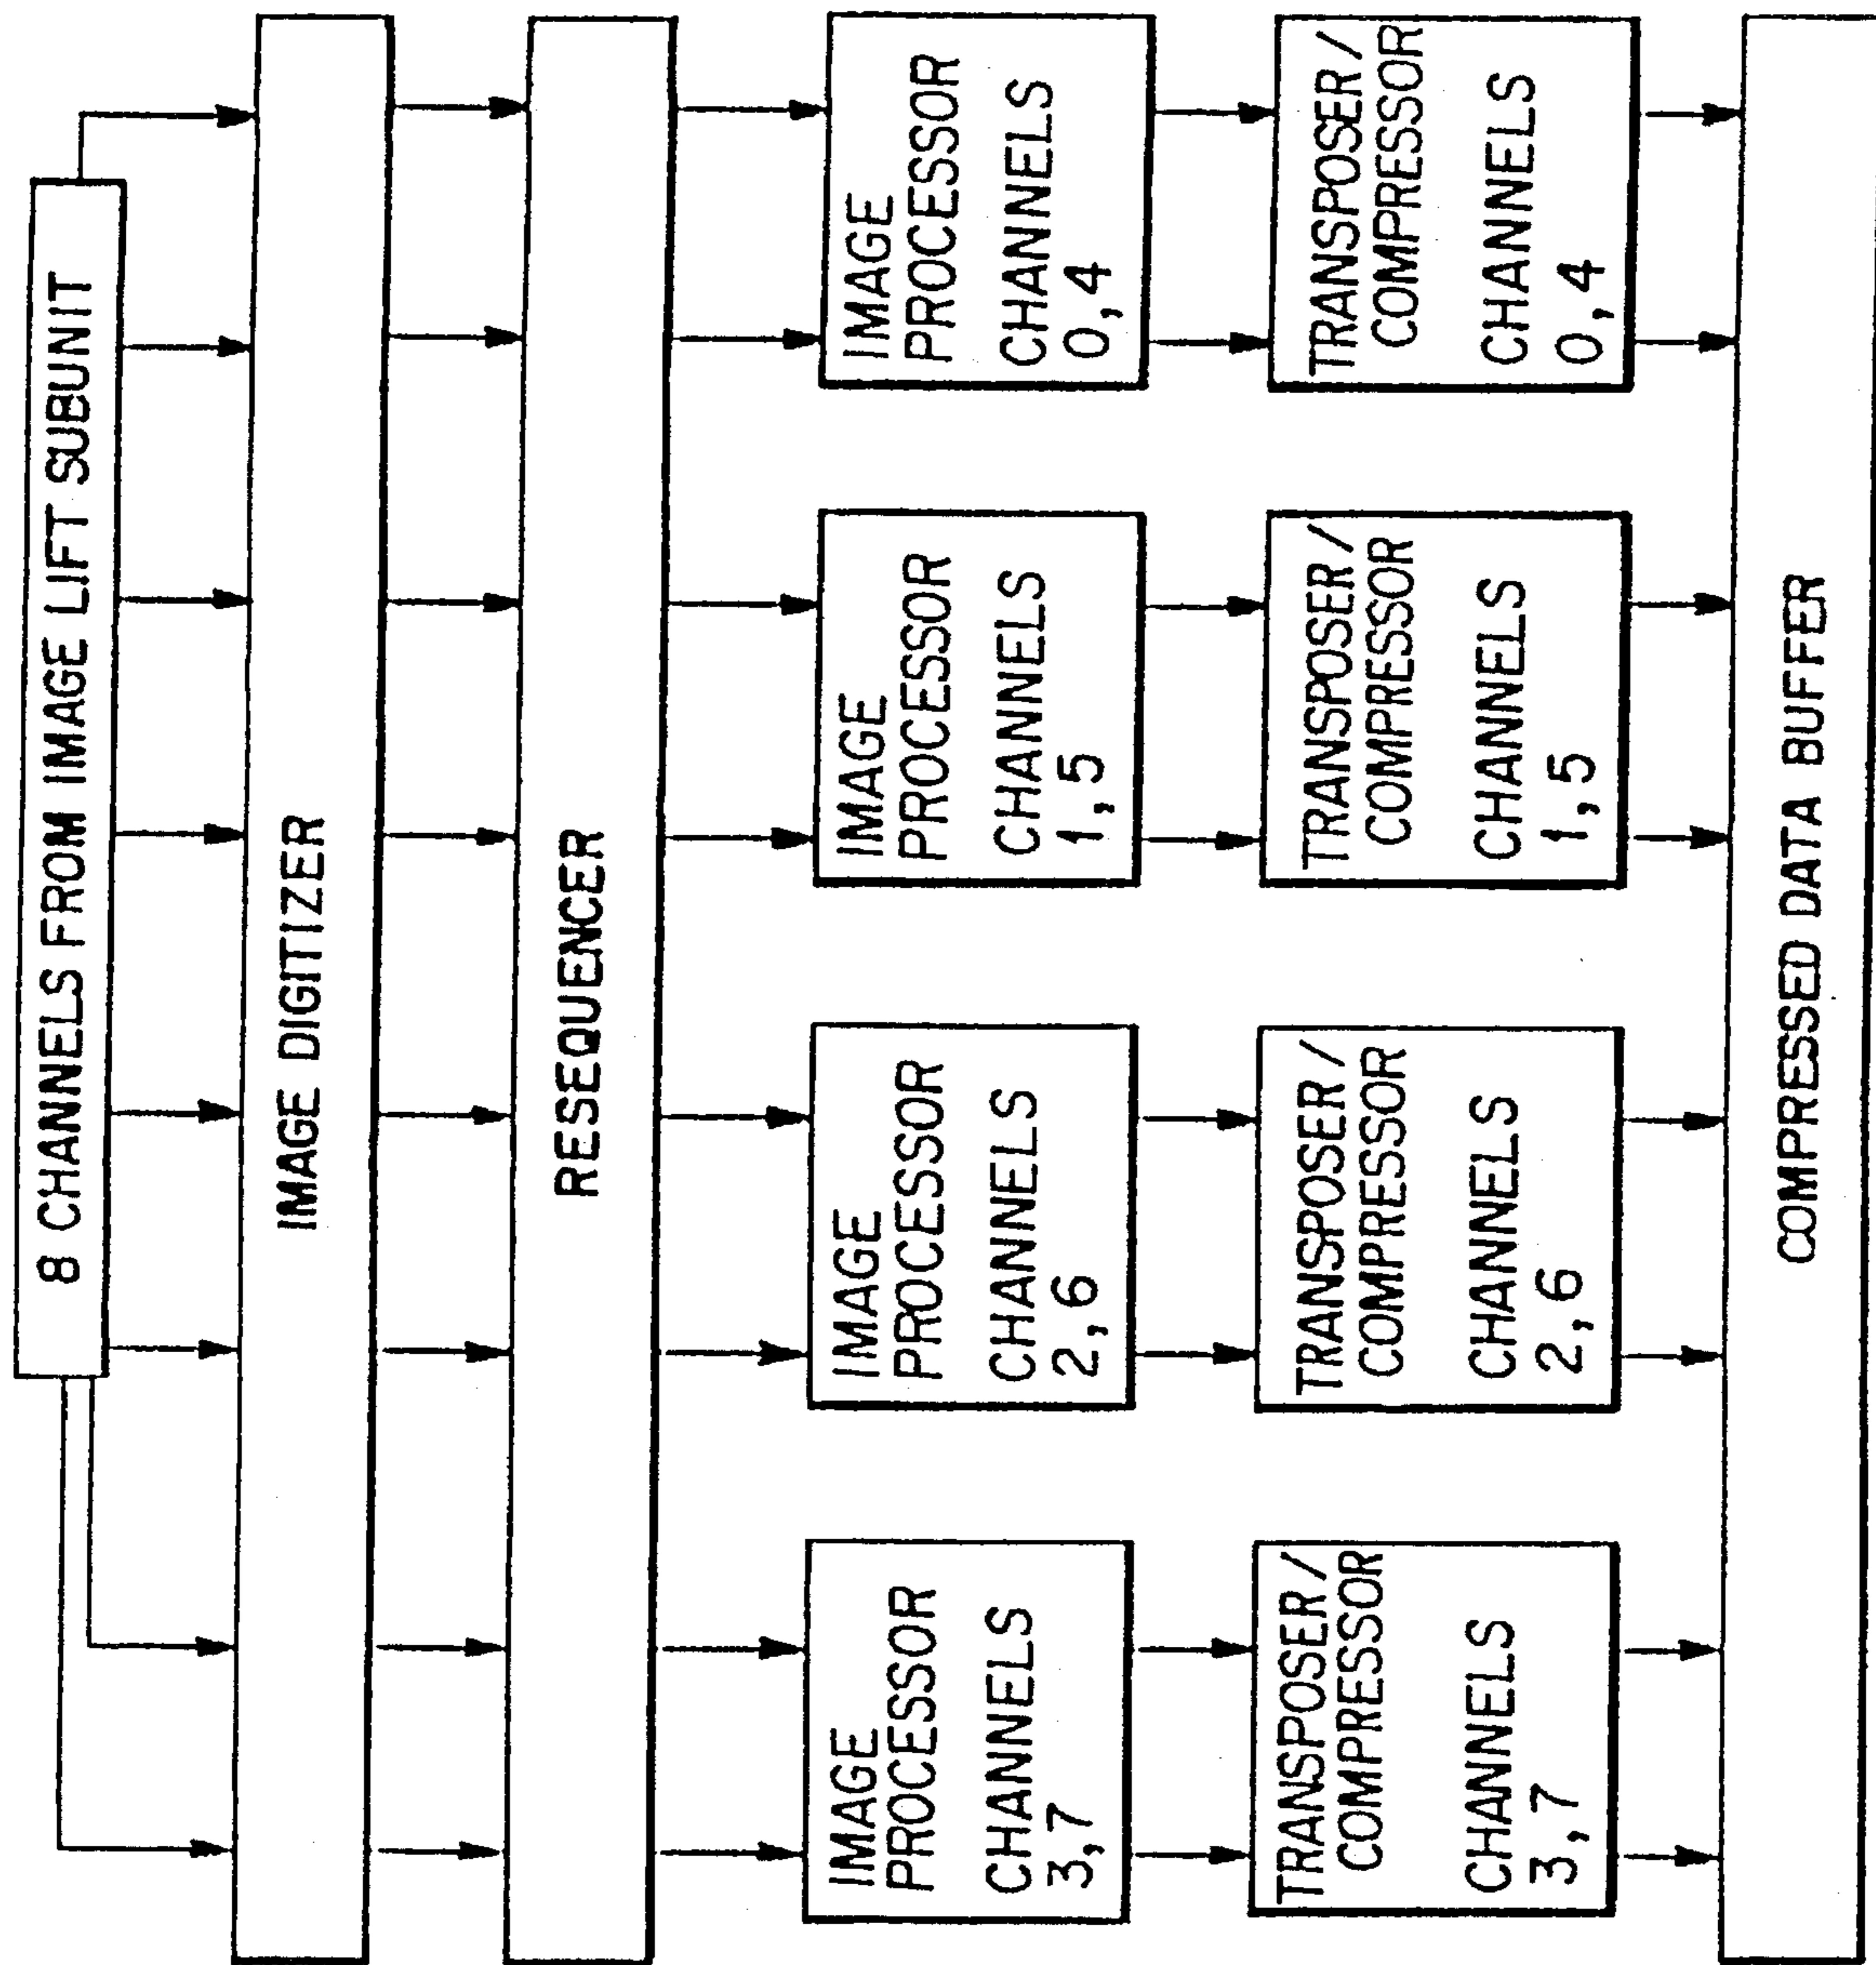 8 CHANNELS FROM IMAGE LIFT SUBUNIT
IMAGE DIGITIZER
RESEQUENCER
IMAGE
PROCESSOR
CHANNELS
3,7
IMAGE
PROCESSOR
CHANNELS
2,6
IMAGE
PROCESSOR
CHANNELS
1,5
IMAGE
PROCESSOR
CHANNELS
0,4
TRANSPOSER/
COMPRESSOR
CHANNELS
3,7
TRANSPOSER/
COMPRESSOR
CHANNELS
2,6
TRANSPOSER/
COMPRESSOR
CHANNELS
1,5
TRANSPOSER/
COMPRESSOR
CHANNELS
0,4
COMPRESSED DATA BUFFER